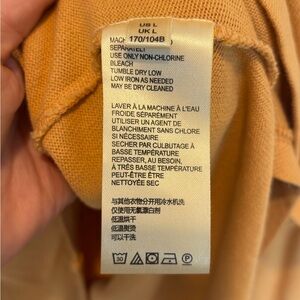 US L
UK L
170/104B
MACH
SEPARATELY
USE ONLY NON-CHLORINE
BLEACH
TUMBLE DRY LOW
LOW IRON AS NEEDED
MAY BE DRY CLEANED
LAVER À LA MACHINE À L'EAU
FROIDE SÉPARÉMENT
UTILISER UN AGENT DE
BLANCHIMENT SANS CHLORE
SI NÉCESSAIRE
SECHER PAR CULBUTAGE À
BASSE TEMPÉRATURE
REPASSER, AU BESOIN,
À TRÈS BASSE TEMPÉRATURE
PEUT-ÊTRE ÊTRE
NETTOYÉE SEC
与其他衣物分开用冷水机洗
仅使用无氯漂白剂
低温烘干
低温熨烫
可以干洗
30
P